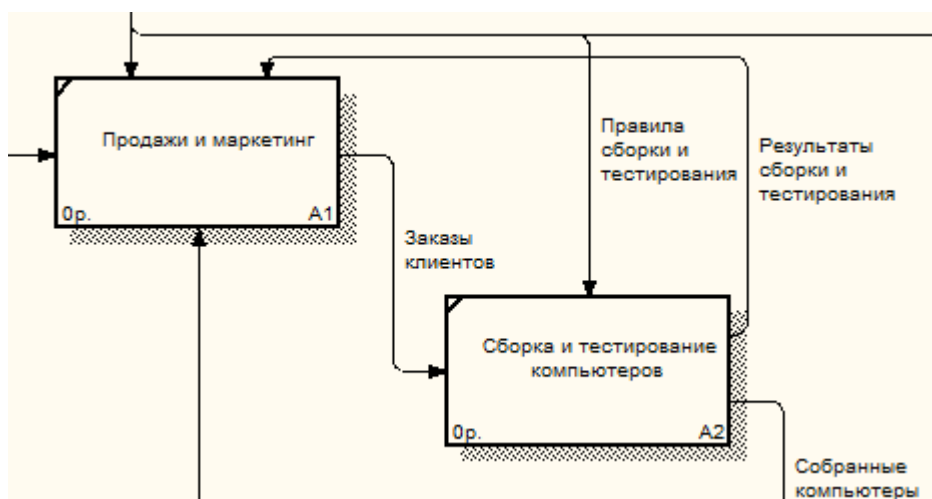 Продажи и маркетинг
0р.
A1
Правила
сборки и
тестирования
Результаты
сборки и
тестирования
Заказы
клиентов
Сборка и тестирование
компьютеров
0р.
A2
Собранные
компьютеры